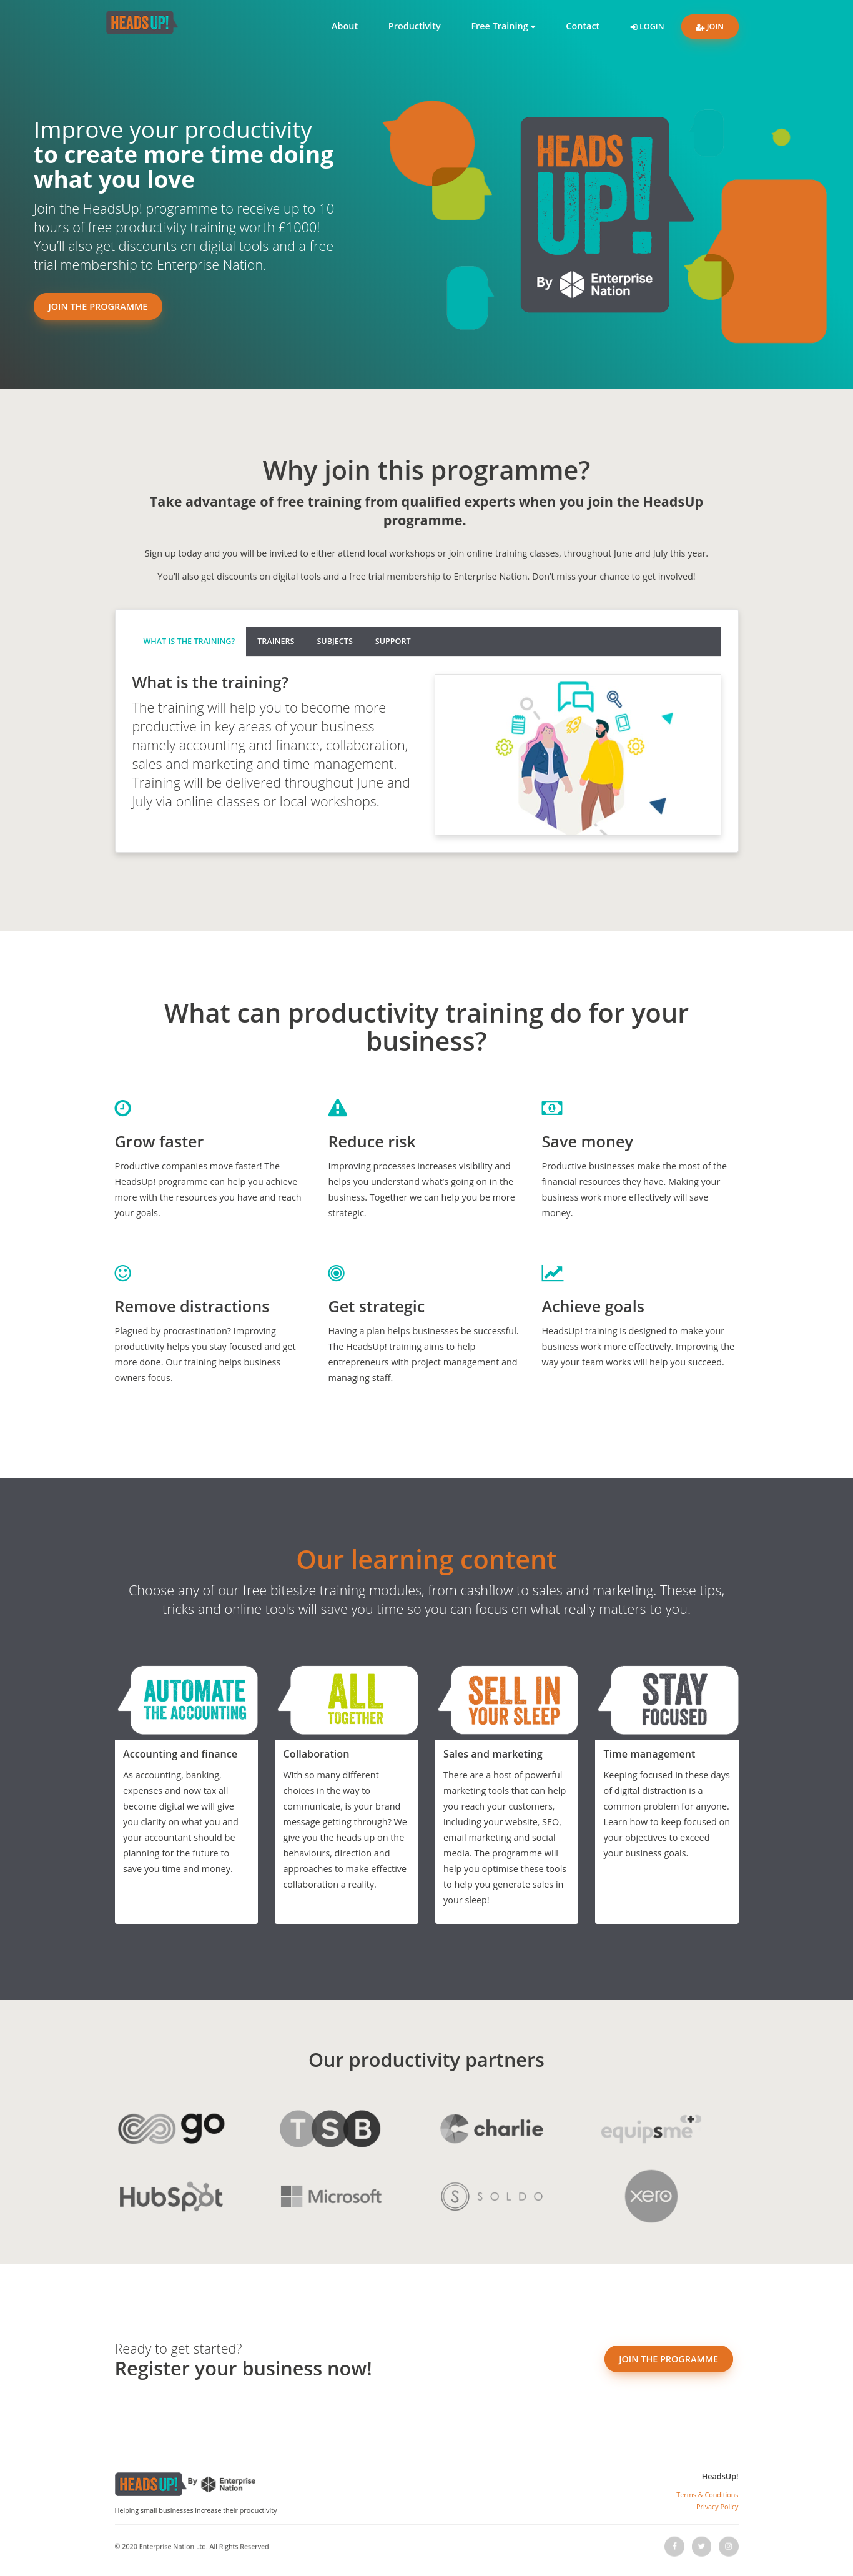 HEADS UP!
About
Productivity
Free Training
Contact
LOGIN
JOIN
Improve your productivity
to create more time doing
what you love
Join the HeadsUp! programme to receive up to 10
hours of free productivity training worth £1000!
You'll also get discounts on digital tools and a free
trial membership to Enterprise Nation.
JOIN THE PROGRAMME
HEADS
UP!
By Enterprise
Nation
Why join this programme?
Take advantage of free training from qualified experts when you join the HeadsUp
programme.
Sign up today and you will be invited to either attend local workshops or join online training classes, throughout June and July this year.
You'll also get discounts on digital tools and a free trial membership to Enterprise Nation. Don't miss your chance to get involved!
WHAT IS THE TRAINING?
TRAINERS
SUBJECTS
SUPPORT
What is the training?
The training will help you to become more
productive in key areas of your business
namely accounting and finance, collaboration,
sales and marketing and time management.
Training will be delivered throughout June and
July via online classes or local workshops.
What can productivity training do for your
business?
Grow faster
Productive companies move faster! The
HeadsUp! programme can help you achieve
more with the resources you have and reach
your goals.
Reduce risk
Improving processes increases visibility and
helps you understand what's going on in the
business. Together we can help you be more
strategic.
Save money
Productive businesses make the most of the
financial resources they have. Making your
business work more effectively will save
money.
Remove distractions
Plagued by procrastination? Improving
productivity helps you stay focused and get
more done. Our training helps business
owners focus.
Get strategic
Having a plan helps businesses be successful.
The HeadsUp! training aims to help
entrepreneurs with project management and
managing staff.
Achieve goals
HeadsUp! training is designed to make your
business work more effectively. Improving the
way your team works will help you succeed.
Our learning content
Choose any of our free bitesize training modules, from cashflow to sales and marketing. These tips,
tricks and online tools will save you time so you can focus on what really matters to you.
AUTOMATE
THE ACCOUNTING
Accounting and finance
As accounting, banking,
expenses and now tax all
become digital we will give
you clarity on what you and
your accountant should be
planning for the future to
save you time and money.
ALL
TOGETHER
Collaboration
With so many different
choices in the way to
communicate, is your brand
message getting through? We
give you the heads up on the
behaviours, direction and
approaches to make effective
collaboration a reality.
SELL IN
YOUR SLEEP
Sales and marketing
There are a host of powerful
marketing tools that can help
you reach your customers,
including your website, SEO,
email marketing and social
media. The programme will
help you optimise these tools
to help you generate sales in
your sleep!
STAY
FOCUSED
Time management
Keeping focused in these days
of digital distraction is a
common problem for anyone.
Learn how to keep focused on
your objectives to exceed
your business goals.
Our productivity partners
go
TSB
charlie
equipsme
HubSpot
Microsoft
SOLDO
xero
Ready to get started?
Register your business now!
JOIN THE PROGRAMME
HEADS UP! By Enterprise
Nation
Helping small businesses increase their productivity
HeadsUp!
Terms & Conditions
Privacy Policy
© 2020 Enterprise Nation Ltd. All Rights Reserved